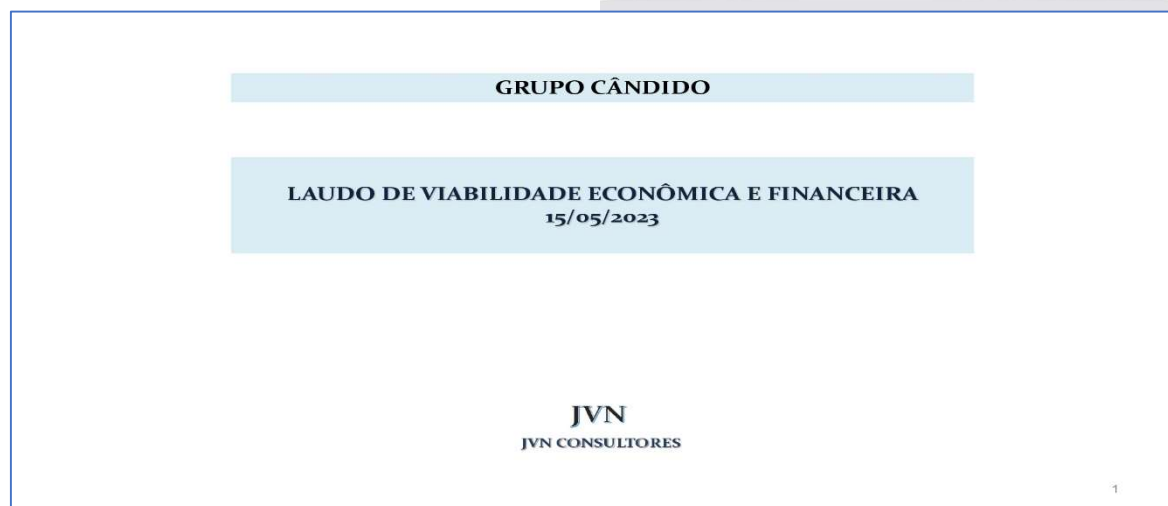 GRUPO CÂNDIDO
LAUDO DE VIABILIDADE ECONÔMICA E FINANCEIRA
15/05/2023
JVN
JVN CONSULTORES
1